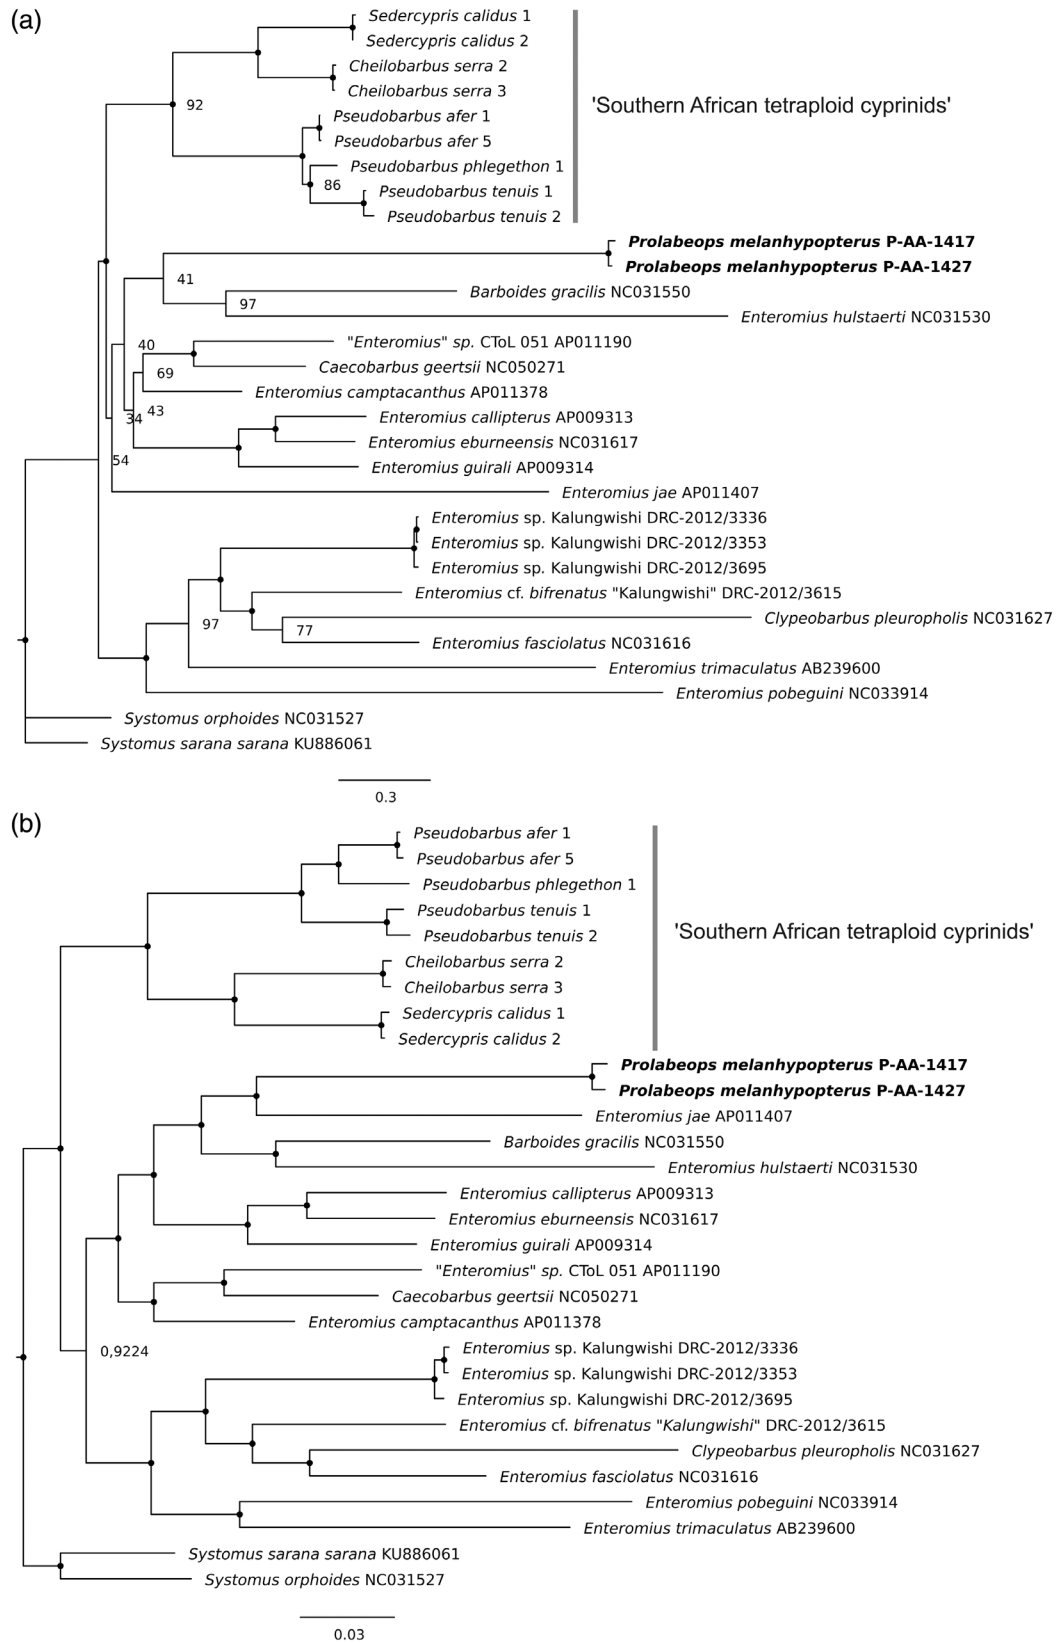 (a)
Sedercypris calidus 1
Sedercypris calidus 2
Cheilobarbus serra 2
Cheilobarbus serra 3
92
'Southern African tetraploid cyprinids'
Pseudobarbus afer 1
Pseudobarbus afer 5
Pseudobarbus phlegethon 1
86
Pseudobarbus tenuis 1
Pseudobarbus tenuis 2
Prolabeops melanhypopterus P-AA-1417
Prolabeops melanhypopterus P-AA-1427
41
Barboides gracilis NC031550
97
Enteromius hulstaerti NC031530
40
"Enteromius" sp. CToL 051 AP011190
Caecobarbus geertsii NC050271
69
Enteromius camptacanthus AP011378
43
34
Enteromius callipterus AP009313
Enteromius eburneensis NC031617
54
Enteromius guirali AP009314
Enteromius jae AP011407
Enteromius sp. Kalungwishi DRC-2012/3336
Enteromius sp. Kalungwishi DRC-2012/3353
Enteromius sp. Kalungwishi DRC-2012/3695
Enteromius cf. bifrenatus "Kalungwishi" DRC-2012/3615
97
Clypeobarbus pleuropholis NC031627
77
Enteromius fasciolatus NC031616
Enteromius trimaculatus AB239600
Enteromius pobeguini NC033914
Systomus orphoides NC031527
Systomus sarana sarana KU886061
0.3
(b)
Pseudobarbus afer 1
Pseudobarbus afer 5
Pseudobarbus phlegethon 1
Pseudobarbus tenuis 1
Pseudobarbus tenuis 2
'Southern African tetraploid cyprinids'
Cheilobarbus serra 2
Cheilobarbus serra 3
Sedercypris calidus 1
Sedercypris calidus 2
Prolabeops melanhypopterus P-AA-1417
Prolabeops melanhypopterus P-AA-1427
Enteromius jae AP011407
Barboides gracilis NC031550
Enteromius hulstaerti NC031530
Enteromius callipterus AP009313
Enteromius eburneensis NC031617
Enteromius guirali AP009314
"Enteromius" sp. CToL 051 AP011190
Caecobarbus geertsii NC050271
Enteromius camptacanthus AP011378
0,9224
Enteromius sp. Kalungwishi DRC-2012/3336
Enteromius sp. Kalungwishi DRC-2012/3353
Enteromius sp. Kalungwishi DRC-2012/3695
Enteromius cf. bifrenatus "Kalungwishi" DRC-2012/3615
Clypeobarbus pleuropholis NC031627
Enteromius fasciolatus NC031616
Enteromius pobeguini NC033914
Enteromius trimaculatus AB239600
Systomus sarana sarana KU886061
Systomus orphoides NC031527
0.03